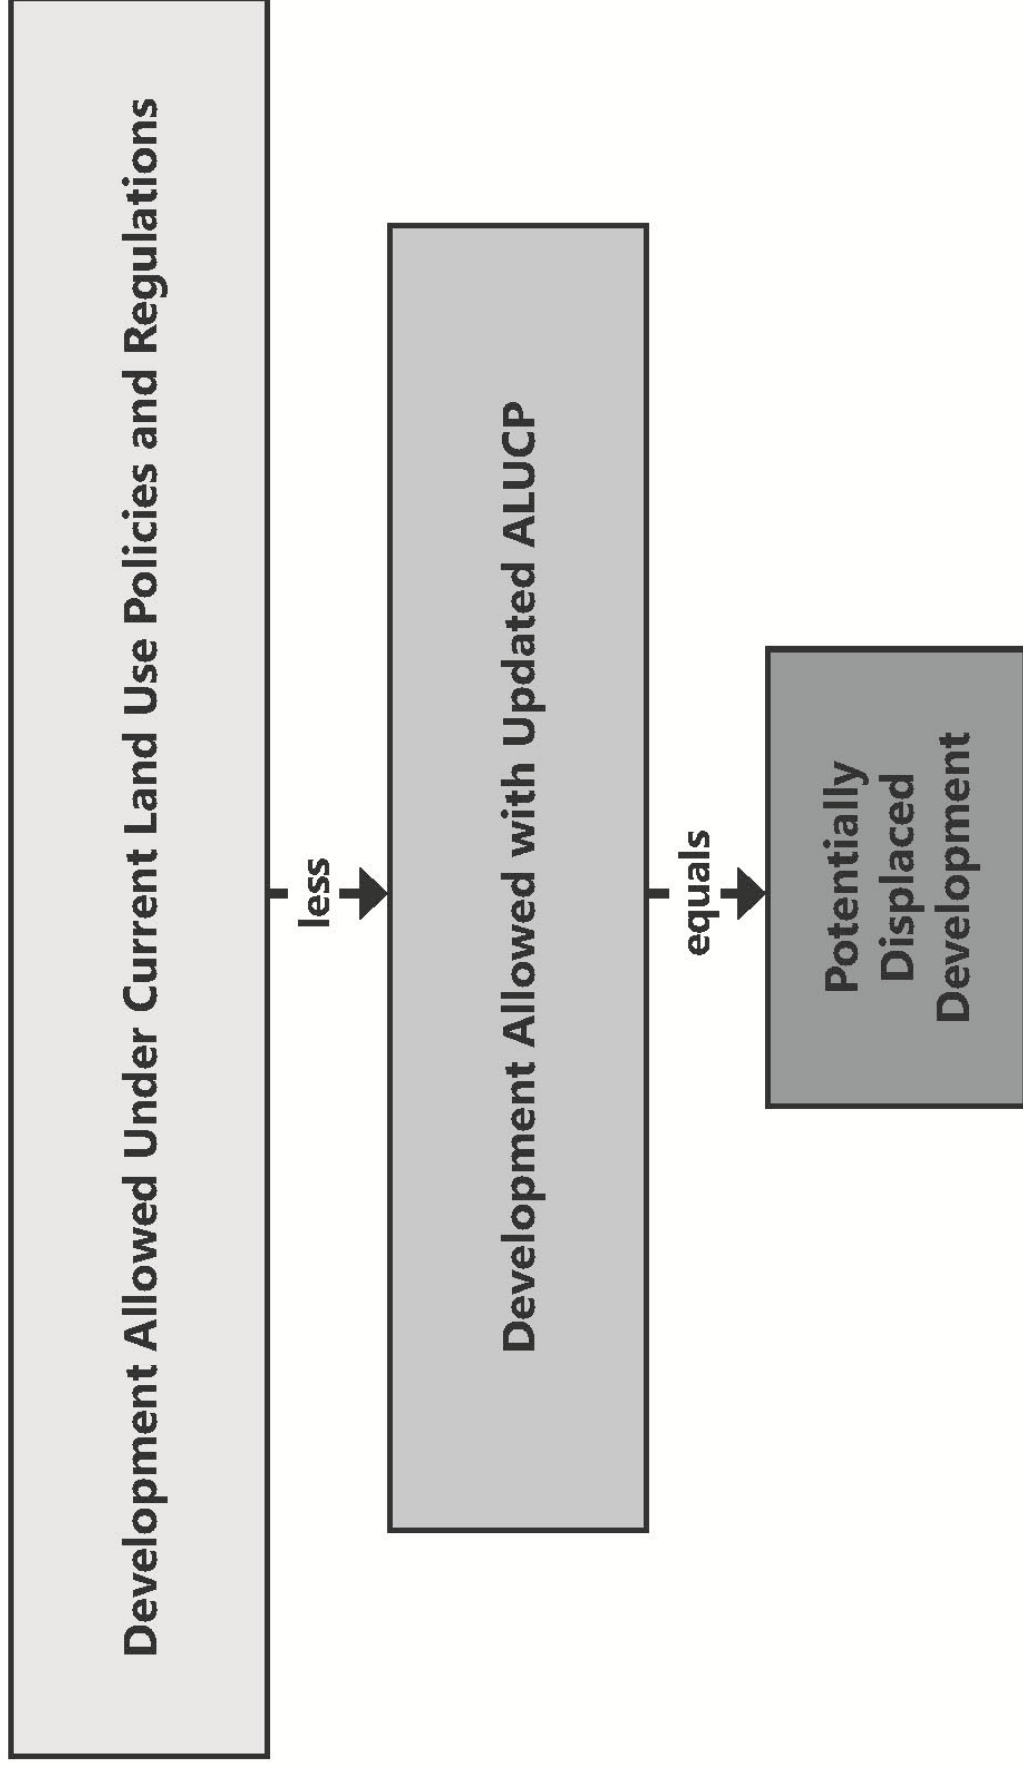 Development Allowed Under Current Land Use Policies and Regulations
less
Development Allowed with Updated ALUCP
equals
Potentially
Displaced
Development